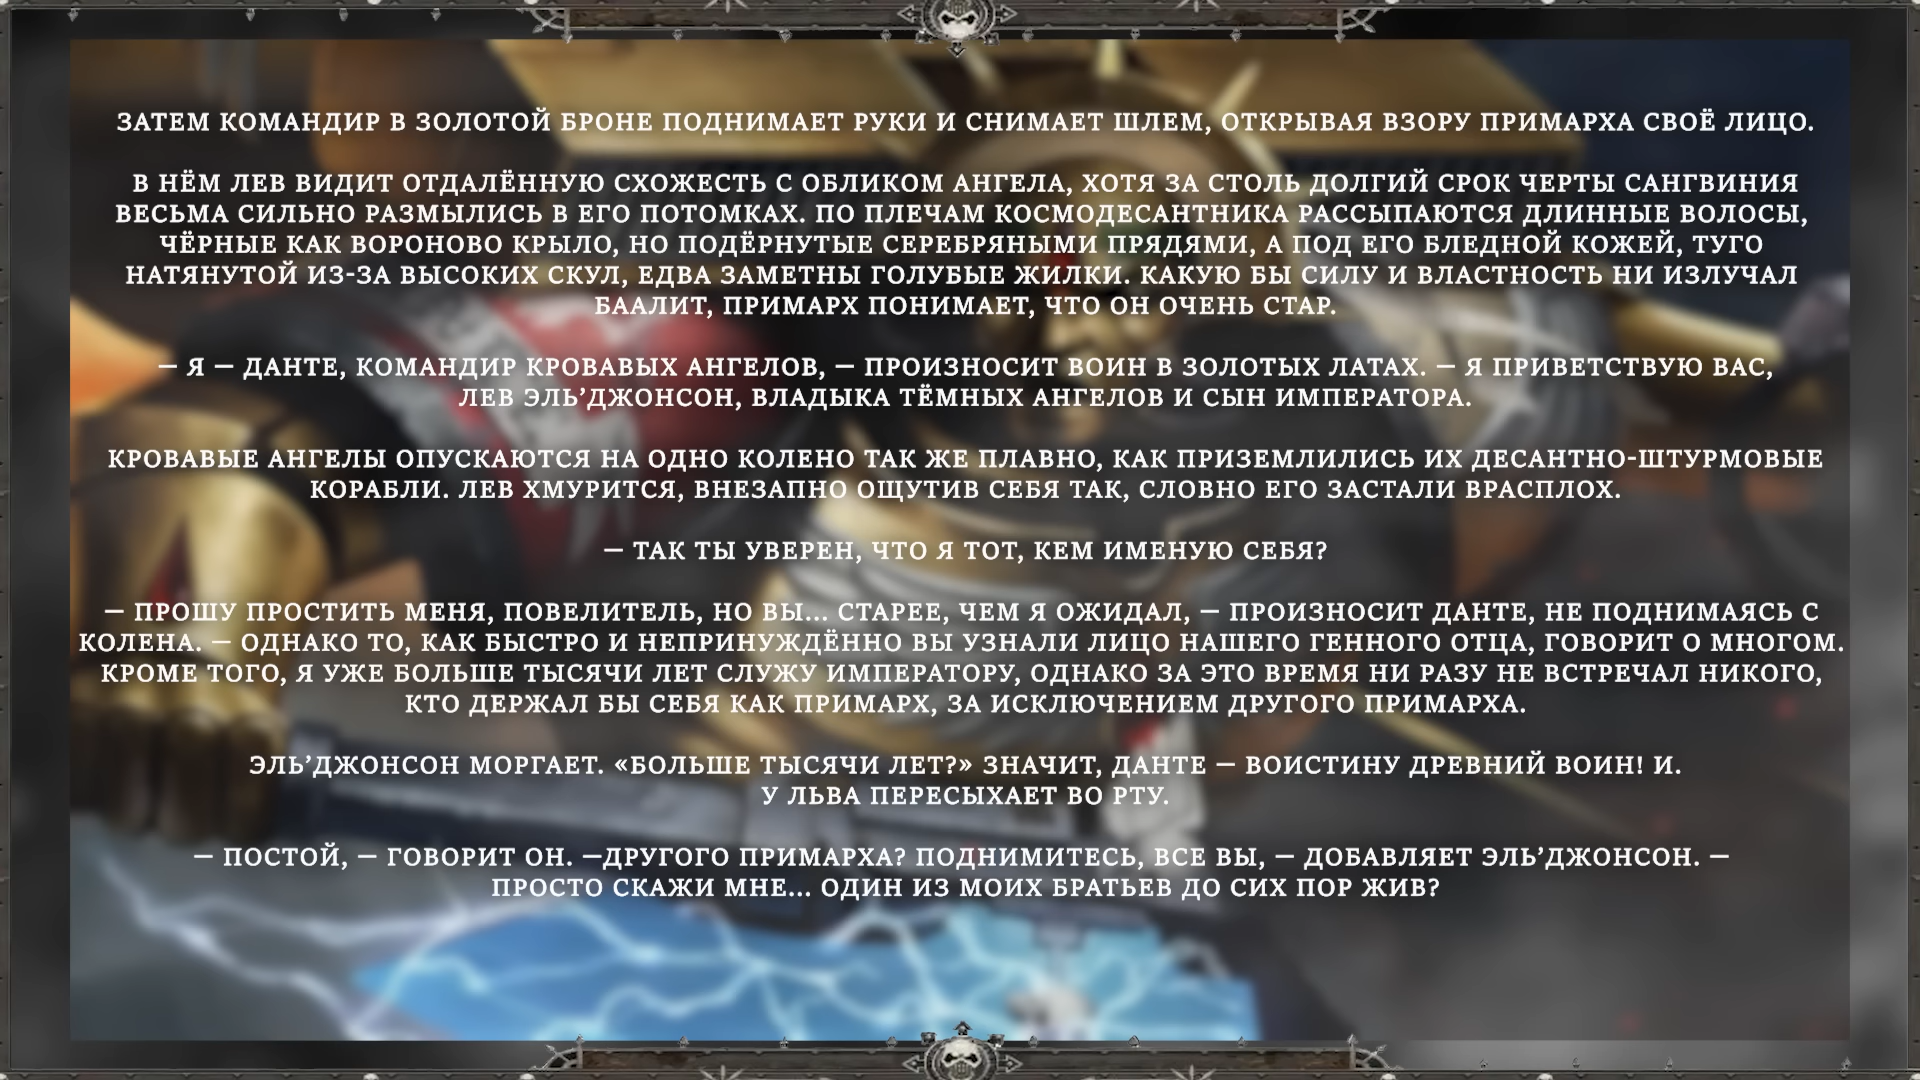 ЗАТЕМ КОМАНДИР В ЗОЛОТОЙ БРОНЕ ПОДНИМАЕТ РУКИ И СНИМАЕТ ШЛЕМ, ОТКРЫВАЯ ВЗОРУ ПРИМАРХА СВОЁ ЛИЦО.
В НЁМ ЛЕВ ВИДИТ ОТДАЛЁННУЮ СХОЖЕСТЬ С ОБЛИКОМ АНГЕЛА, ХОТЯ ЗА СТОЛЬ ДОЛГИЙ СРОК ЧЕРТЫ САНГВИНИЯ
ВЕСЬМА СИЛЬНО РАЗМЫЛИСЬ В ЕГО ПОТОМКАХ. ПО ПЛЕЧАМ КОСМОДЕСАНТНИКА РАССЫПАЮТСЯ ДЛИННЫЕ ВОЛОСЫ,
ЧЁРНЫЕ КАК ВОРОНОВО КРЫЛО, НО ПОДЁРНУТЫЕ СЕРЕБРЯНЫМИ ПРЯДЯМИ, А ПОД ЕГО БЛЕДНОЙ КОЖЕЙ, ТУГО
НАТЯНУТОЙ ИЗ-ЗА ВЫСОКИХ СКУЛ, ЕДВА ЗАМЕТНЫ ГОЛУБЫЕ ЖИЛКИ. КАКУЮ БЫ СИЛУ И ВЛАСТНОСТЬ НИ ИЗЛУЧАЛ
БААЛИТ, ПРИМАРХ ПОНИМАЕТ, ЧТО ОН ОЧЕНЬ СТАР.
— Я — ДАНТЕ, КОМАНДИР КРОВАВЫХ АНГЕЛОВ, — ПРОИЗНОСИТ ВОИН В ЗОЛОТЫХ ЛАТАХ. — Я ПРИВЕТСТВУЮ ВАС,
ЛЕВ ЭЛЬ’ДЖОНСОН, ВЛАДЫКА ТЁМНЫХ АНГЕЛОВ И СЫН ИМПЕРАТОРА.
КРОВАВЫЕ АНГЕЛЫ ОПУСКАЮТСЯ НА ОДНО КОЛЕНО ТАК ЖЕ ПЛАВНО, КАК ПРИЗЕМЛИЛИСЬ ИХ ДЕСАНТНО-ШТУРМОВЫЕ
КОРАБЛИ. ЛЕВ ХМУРИТСЯ, ВНЕЗАПНО ОЩУТИВ СЕБЯ ТАК, СЛОВНО ЕГО ЗАСТАЛИ ВРАСПЛОХ.
— ТАК ТЫ УВЕРЕН, ЧТО Я ТОТ, КЕМ ИМЕНУЮ СЕБЯ?
— ПРОШУ ПРОСТИТЬ МЕНЯ, ПОВЕЛИТЕЛЬ, НО ВЫ... СТАРЕЕ, ЧЕМ Я ОЖИДАЛ, — ПРОИЗНОСИТ ДАНТЕ, НЕ ПОДНИМАЯСЬ С
КОЛЕНА. — ОДНАКО ТО, КАК БЫСТРО И НЕПРИНУЖДЁННО ВЫ УЗНАЛИ ЛИЦО НАШЕГО ГЕННОГО ОТЦА, ГОВОРИТ О МНОГОМ.
КРОМЕ ТОГО, Я УЖЕ БОЛЬШЕ ТЫСЯЧИ ЛЕТ СЛУЖУ ИМПЕРАТОРУ, ОДНАКО ЗА ЭТО ВРЕМЯ НИ РАЗУ НЕ ВСТРЕЧАЛ НИКОГО,
КТО ДЕРЖАЛ БЫ СЕБЯ КАК ПРИМАРХ, ЗА ИСКЛЮЧЕНИЕМ ДРУГОГО ПРИМАРХА.
ЭЛЬ’ДЖОНСОН МОРГАЕТ. «БОЛЬШЕ ТЫСЯЧИ ЛЕТ?» ЗНАЧИТ, ДАНТЕ — ВОИСТИНУ ДРЕВНИЙ ВОИН! И.
У ЛЬВА ПЕРЕСЫХАЕТ ВО РТУ.
— ПОСТОЙ, — ГОВОРИТ ОН. —ДРУГОГО ПРИМАРХА? ПОДНИМИТЕСЬ, ВСЕ ВЫ, — ДОБАВЛЯЕТ ЭЛЬ’ДЖОНСОН. —
ПРОСТО СКАЖИ МНЕ... ОДИН ИЗ МОИХ БРАТЬЕВ ДО СИХ ПОР ЖИВ?